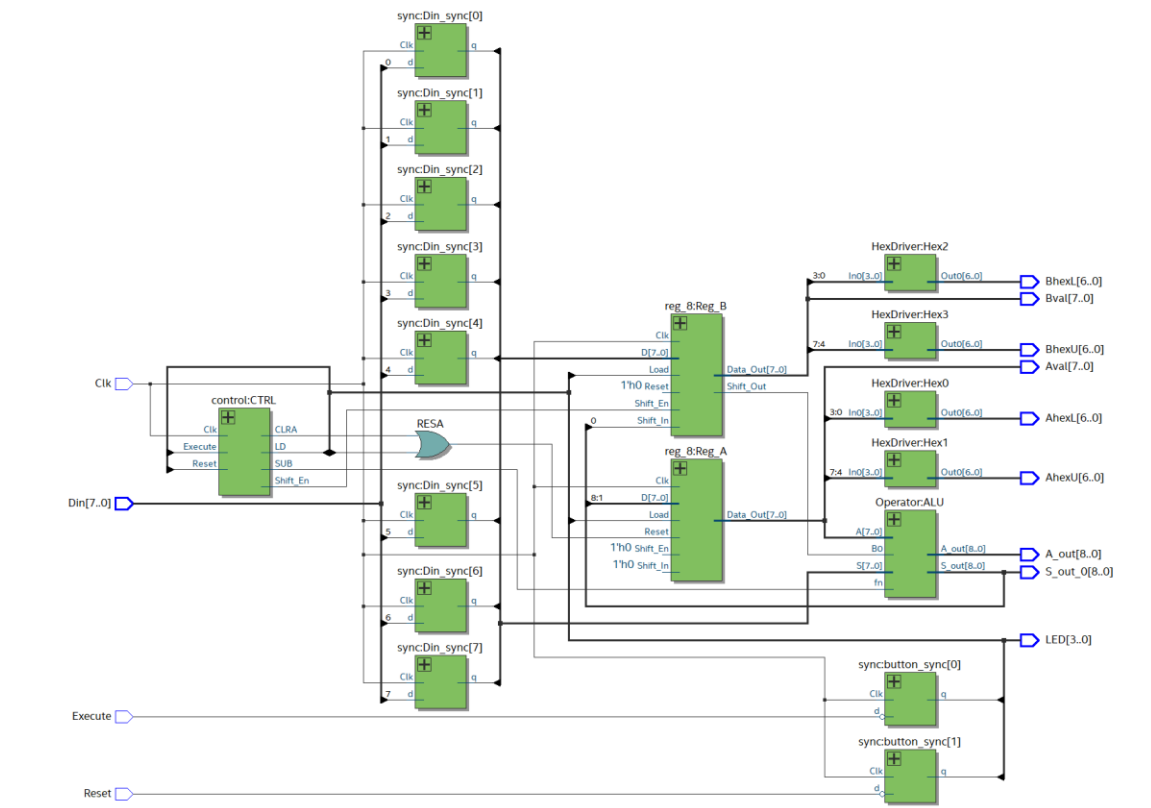 sync:Din_sync[0]
Clk q
0 d
sync:Din_sync[1]
Clk q
1 d
sync:Din_sync[2]
Clk q
2 d
sync:Din_sync[3]
Clk q
3 d
sync:Din_sync[4]
Clk q
4 d
Clk
control:CTRL
Clk CLRA
Execute LD
Reset SUB
Shift_En
RESA
Din[7..0]
sync:Din_sync[5]
Clk q
5 d
sync:Din_sync[6]
Clk q
6 d
sync:Din_sync[7]
Clk q
7 d
Execute
Reset
reg_8:Reg_B
Clk
D[7..0]
Load Data_Out[7..0]
1'h0 Reset Shift_Out
Shift_En
0 Shift_In
reg_8:Reg_A
Clk
8:1 D[7..0]
Load Data_Out[7..0]
Reset
1'h0 Shift_En
1'h0 Shift_In
HexDriver:Hex2
3:0 In0[3..0] Out0[6..0] BhexL[6..0]
Bval[7..0]
HexDriver:Hex3
7:4 In0[3..0] Out0[6..0] BhexU[6..0]
Aval[7..0]
HexDriver:Hex0
3:0 In0[3..0] Out0[6..0] AhexL[6..0]
HexDriver:Hex1
7:4 In0[3..0] Out0[6..0] AhexU[6..0]
Operator:ALU
A[7..0]
B0 A_out[8..0] A_out[8..0]
S[7..0] S_out[8..0] S_out_0[8..0]
fn
LED[3..0]
sync:button_sync[0]
Clk q
d
sync:button_sync[1]
Clk q
d